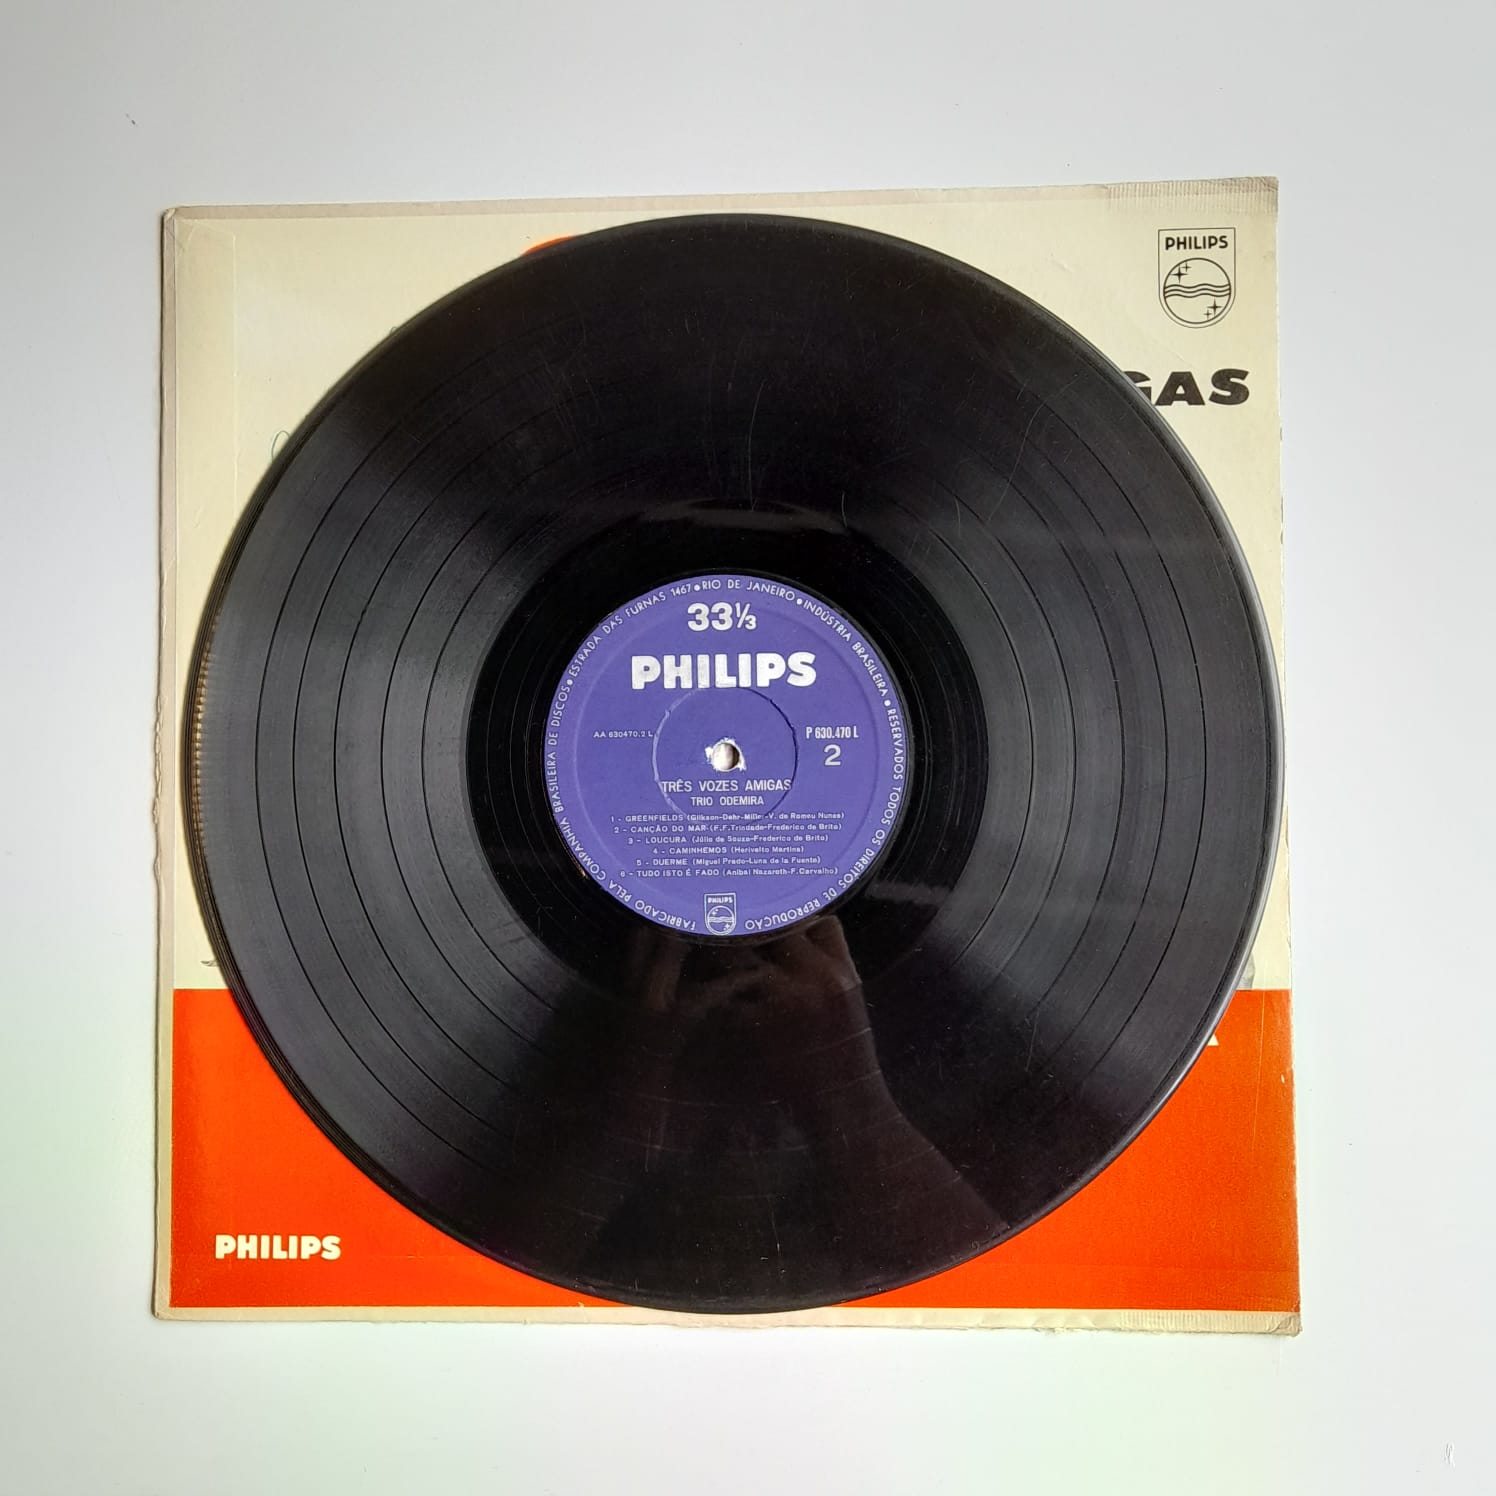 PHILIPS
GAS
ESTRADA DAS FURNAS 1467 • RIO DE JANEIRO • INDÚSTRIA BRASILEIRA • RESERVADOS TODOS OS DIREITOS DE REPRODUÇÃO
FABRICADO PELA COMPANHIA BRASILEIRA DE DISCOS •
33⅓
PHILIPS
AA 630470.2 L
P 630.470 L
2
TRÊS VOZES AMIGAS
TRIO ODEMIRA
1 - GREENFIELDS (Gilkson-Dehr-Miller-V. de Romeu Nunes)
2 - CANÇÃO DO MAR (F.F.Trindade-Frederico de Brito)
3 - LOUCURA (Júlio de Souza-Frederico de Brito)
4 - CAMINHEMOS (Herivelto Martins)
5 - DUERME (Miguel Prado-Luna de la Fuente)
6 - TUDO ISTO É FADO (Anibal Nazareth-F. Carvalho)
PHILIPS
PHILIPS